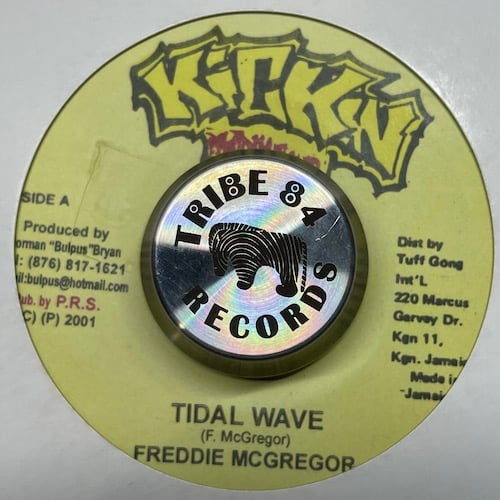 KiCKiN
SIDE A
Produced by
orman "Bulpus"Bryan
l: (876) 817-1621
il:bulpus@hotmail.com
ub. by P.R.S.
C) (P) 2001
TRIBE 84
RECORDS
Dist by
Tuff Gong
Int'L
220 Marcus
Garvey Dr.
Kgn 11,
Kgn. Jamai
Made i
Jamai
TIDAL WAVE
(F. McGregor)
FREDDIE MCGREGOR